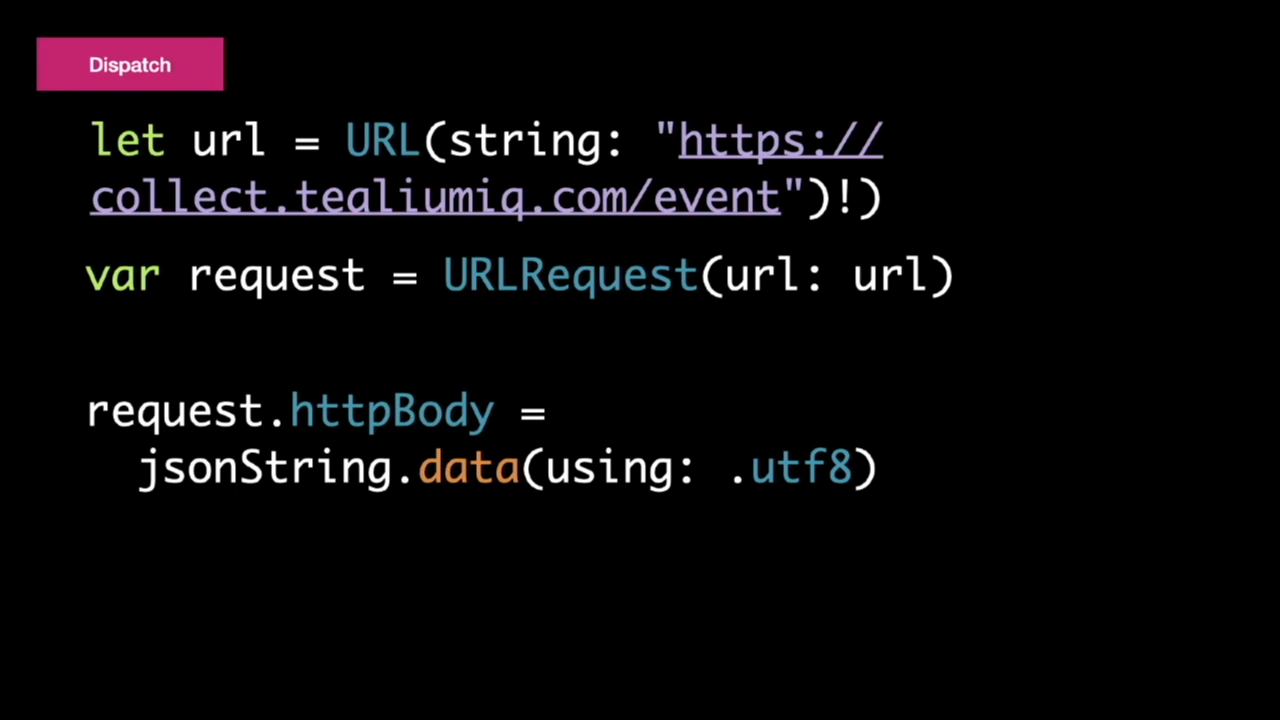 Dispatch
let url = URL(string: "https://
collect.tealiumiq.com/event")!)
var request = URLRequest(url: url)
request.httpBody =
jsonString.data(using: .utf8)